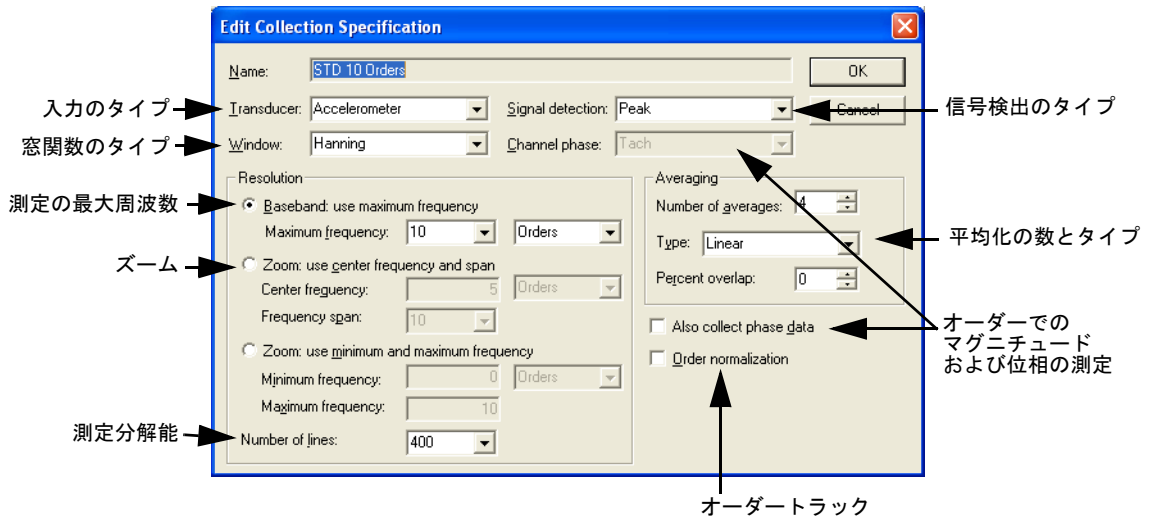 Edit Collection Specification
Name: STD 10 Orders OK
入力のタイプ Transducer: Accelerometer Signal detection: Peak Cancel 信号検出のタイプ
窓関数のタイプ Window: Hanning Channel phase: Tach
Resolution
測定の最大周波数 Baseband: use maximum frequency
Maximum frequency: 10 Orders
ズーム Zoom: use center frequency and span
Center frequency: 5 Orders
Frequency span: 10
Zoom: use minimum and maximum frequency
Minimum frequency: 0 Orders
Maximum frequency: 10
測定分解能 Number of lines: 400
Averaging
Number of averages: 4
Type: Linear 平均化の数とタイプ
Percent overlap: 0
Also collect phase data
オーダーでの
マグニチュード
および位相の測定
Order normalization
オーダートラック